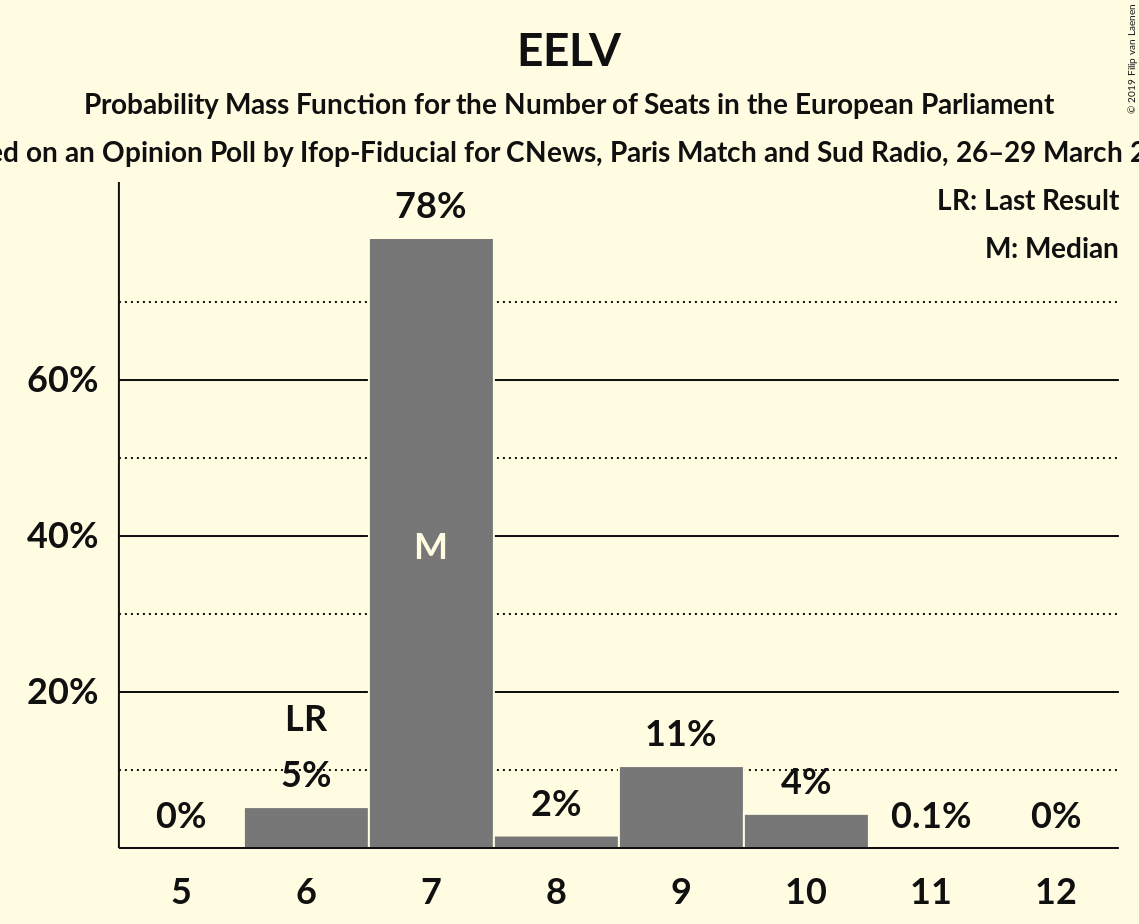 EELV
Probability Mass Function for the Number of Seats in the European Parliament
on an Opinion Poll by Ifop-Fiducial for CNews, Paris Match and Sud Radio, 26–29 March
© 2019 Filip van Laenen
LR: Last Result
M: Median
78%
60%
40%
20%
M
LR
0%
5%
2%
11%
4%
0.1%
0%
5 6 7 8 9 10 11 12